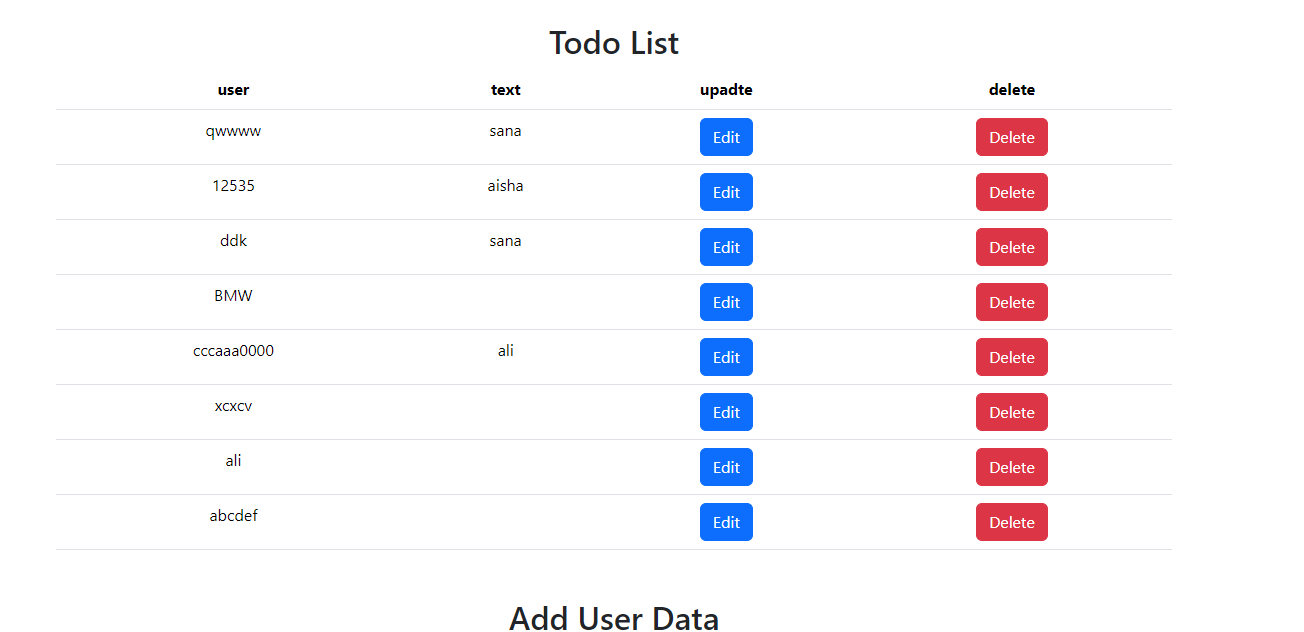 Todo List
user text upadte delete
qwwww sana Edit Delete
12535 aisha Edit Delete
ddk sana Edit Delete
BMW Edit Delete
cccaaa0000 ali Edit Delete
xcxcv Edit Delete
ali Edit Delete
abcdef Edit Delete
Add User Data